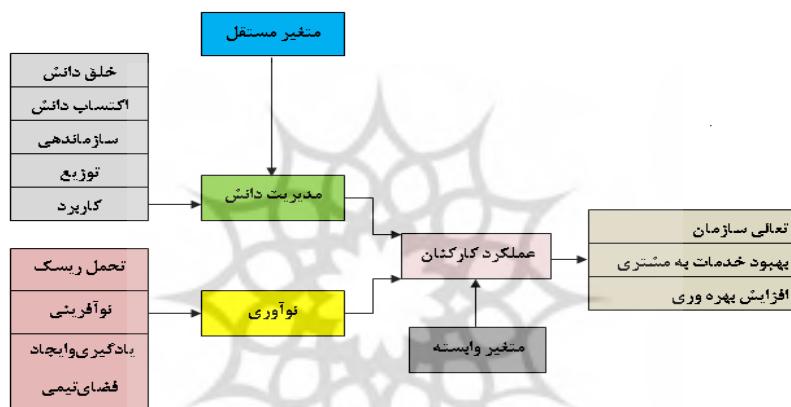 متغیر مستقل
خلق دانش
اکتساب دانش
سازماندهی
توزیع
کاربرد
مدیریت دانش
عملکرد کارکنان
تعالی سازمان
بهبود خدمات به مشتری
افزایش بهره وری
تحمل ریسک
نوآفرینی
یادگیری‌وایجاد
فضای‌تیمی
نوآوری
متغیر وابسته